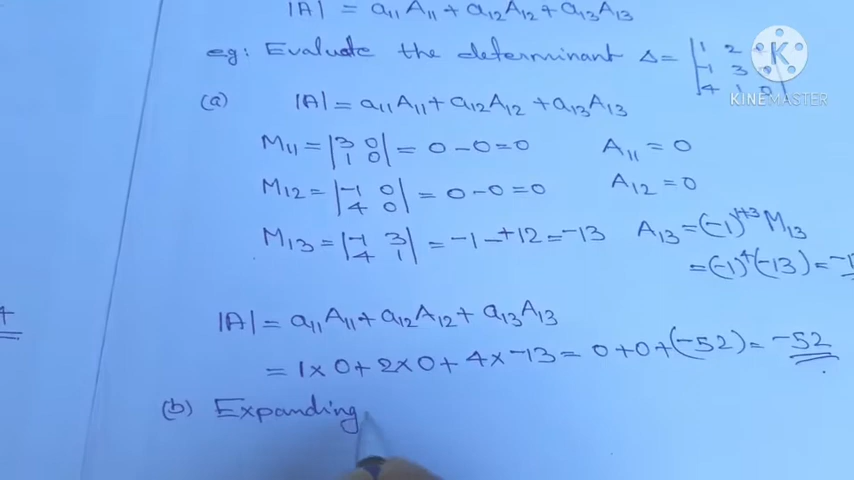 |A| = a₁₁A₁₁ + a₁₂A₁₂ + a₁₃A₁₃
eg: Evaluate the determinant Δ = |1 2
-1 3
4 1 0|
(a) |A| = a₁₁A₁₁ + a₁₂A₁₂ + a₁₃A₁₃
M₁₁ = |3 0 1 0| = 0 - 0 = 0 A₁₁ = 0
M₁₂ = |-1 0 4 0| = 0 - 0 = 0 A₁₂ = 0
M₁₃ = |-1 3 4 1| = -1 - +12 = -13 A₁₃ = (-1)¹⁺³ M₁₃
= (-1)⁴ (-13) =
|A| = a₁₁A₁₁ + a₁₂A₁₂ + a₁₃A₁₃
= 1 × 0 + 2 × 0 + 4 × -13 = 0 + 0 + (-52) = -52
(b) Expanding
K
KINEMASTER